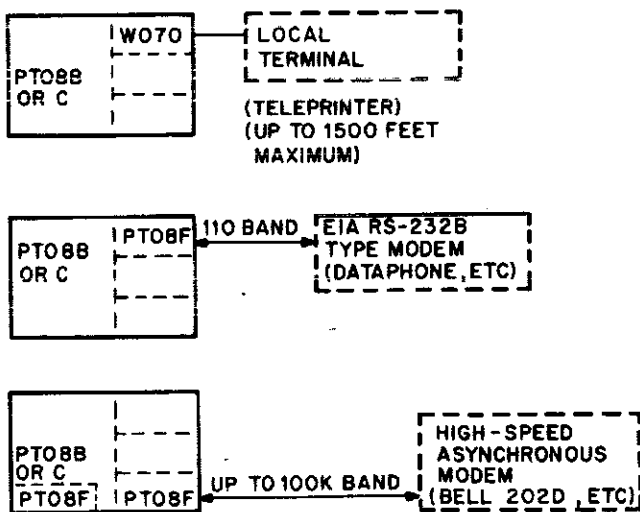 W070
PT08B
OR C
LOCAL
TERMINAL
(TELEPRINTER)
(UP TO 1500 FEET
MAXIMUM)
PT08B
OR C
PT08F
110 BAND
EIA RS-232B
TYPE MODEM
(DATAPHONE, ETC)
PT08B
OR C
PT08F
PT08F
UP TO 100K BAND
HIGH-SPEED
ASYNCHRONOUS
MODEM
(BELL 202D, ETC)